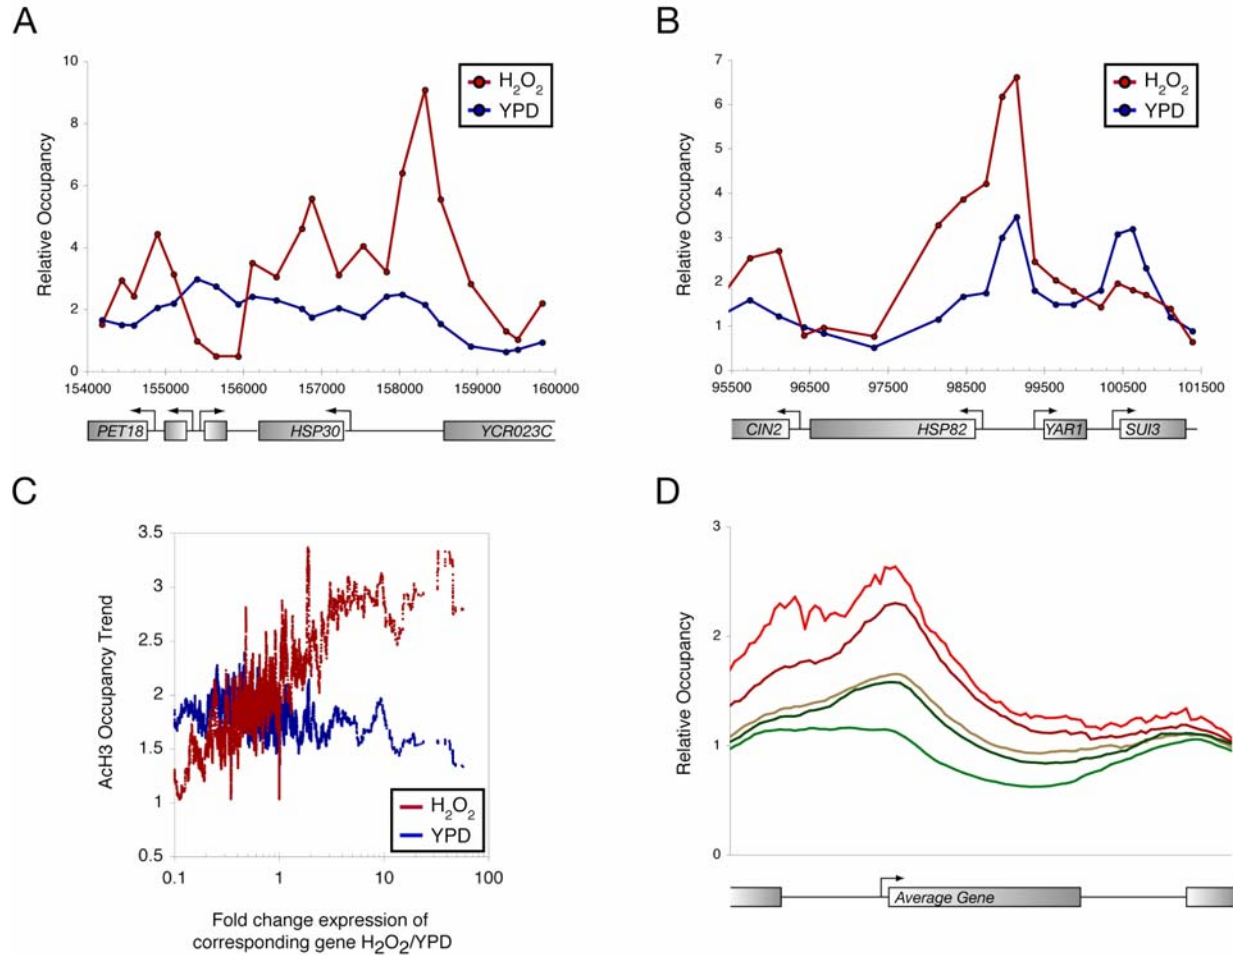 A
Relative Occupancy
10
8
6
4
2
0
H₂O₂
YPD
154000 155000 156000 157000 158000 159000 160000
PET18 HSP30 YCR023C
B
Relative Occupancy
7
6
5
4
3
2
1
0
H₂O₂
YPD
95500 96500 97500 98500 99500 100500 101500
CIN2 HSP82 YAR1 SUI3
C
AcH3 Occupancy Trend
3.5
3
2.5
2
1.5
1
0.5
H₂O₂
YPD
0.1 1 10 100
Fold change expression of
corresponding gene H₂O₂/YPD
D
Relative Occupancy
3
2
1
0
Average Gene